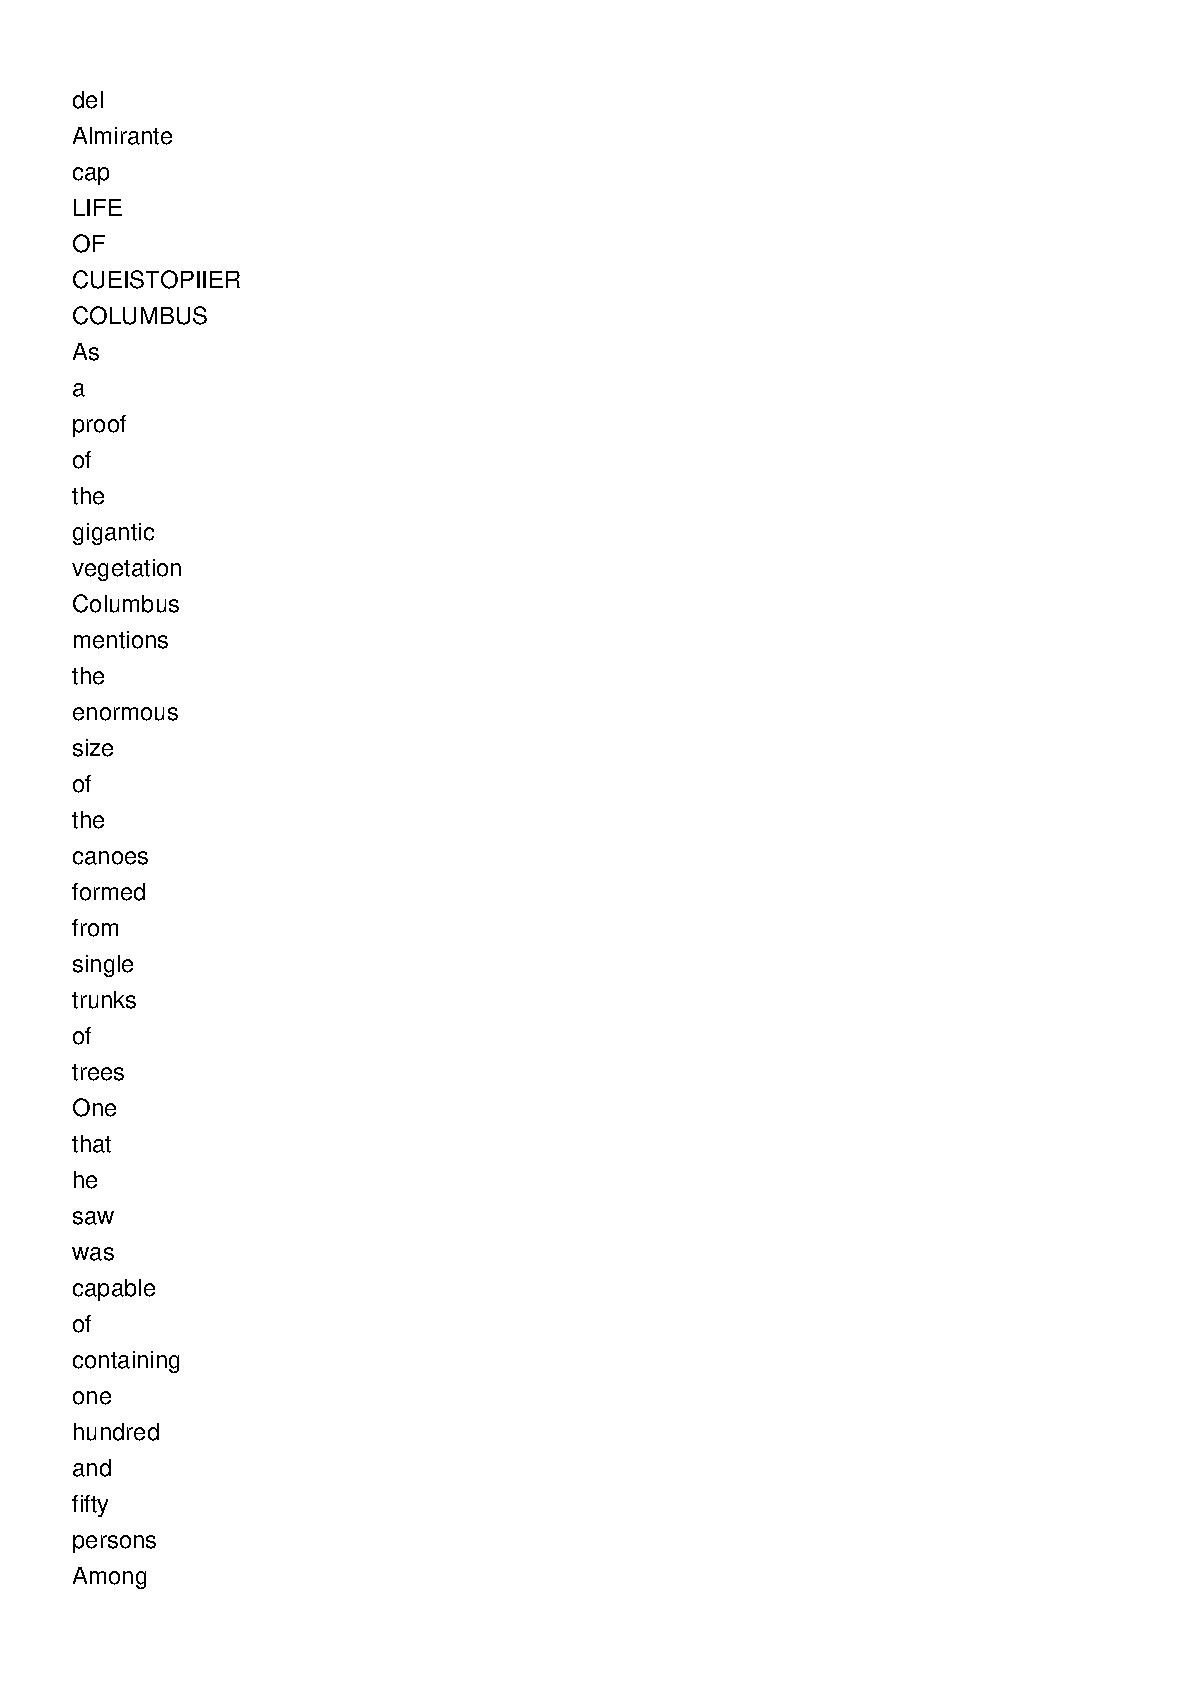 del
Almirante
cap
LIFE
OF
CUEISTOPIIER
COLUMBUS
As
a
proof
of
the
gigantic
vegetation
Columbus
mentions
the
enormous
size
of
the
canoes
formed
from
single
trunks
of
trees
One
that
he
saw
was
capable
of
containing
one
hundred
and
fifty
persons
Among